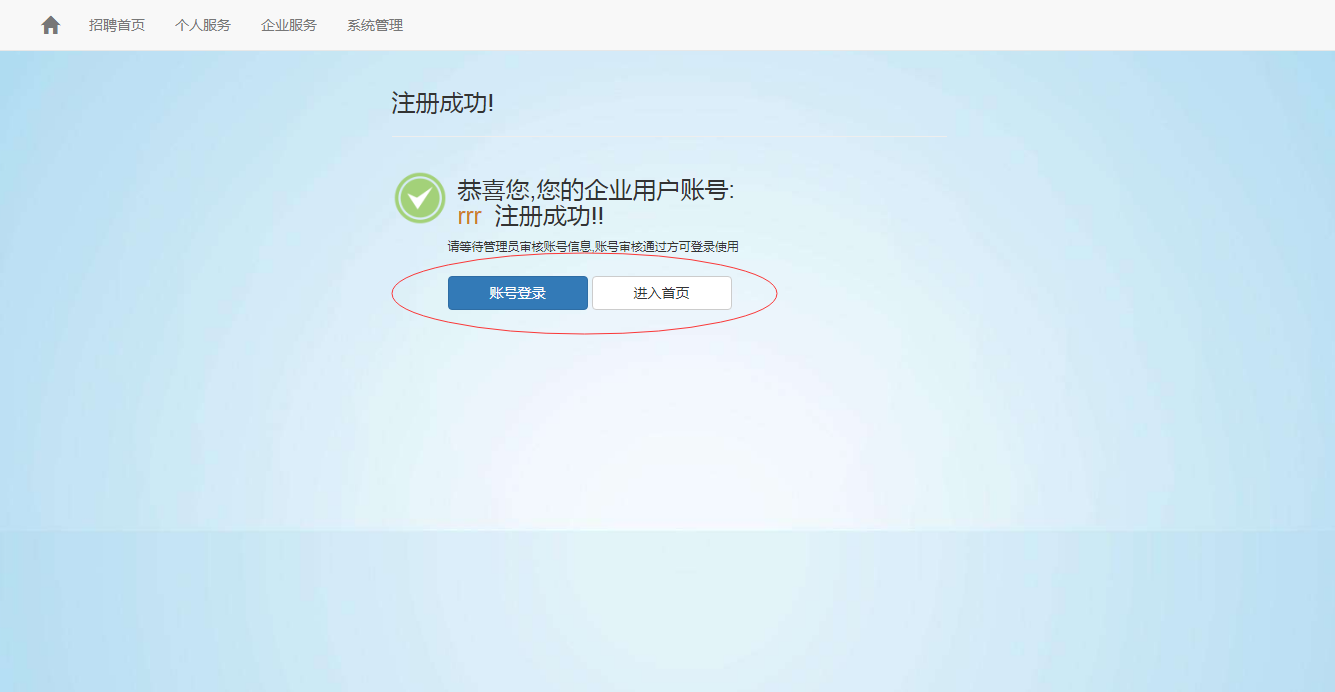 招聘首页 个人服务 企业服务 系统管理
注册成功!
恭喜您,您的企业用户账号:
rrr 注册成功!!
请等待管理员审核账号信息,账号审核通过方可登录使用
账号登录 进入首页